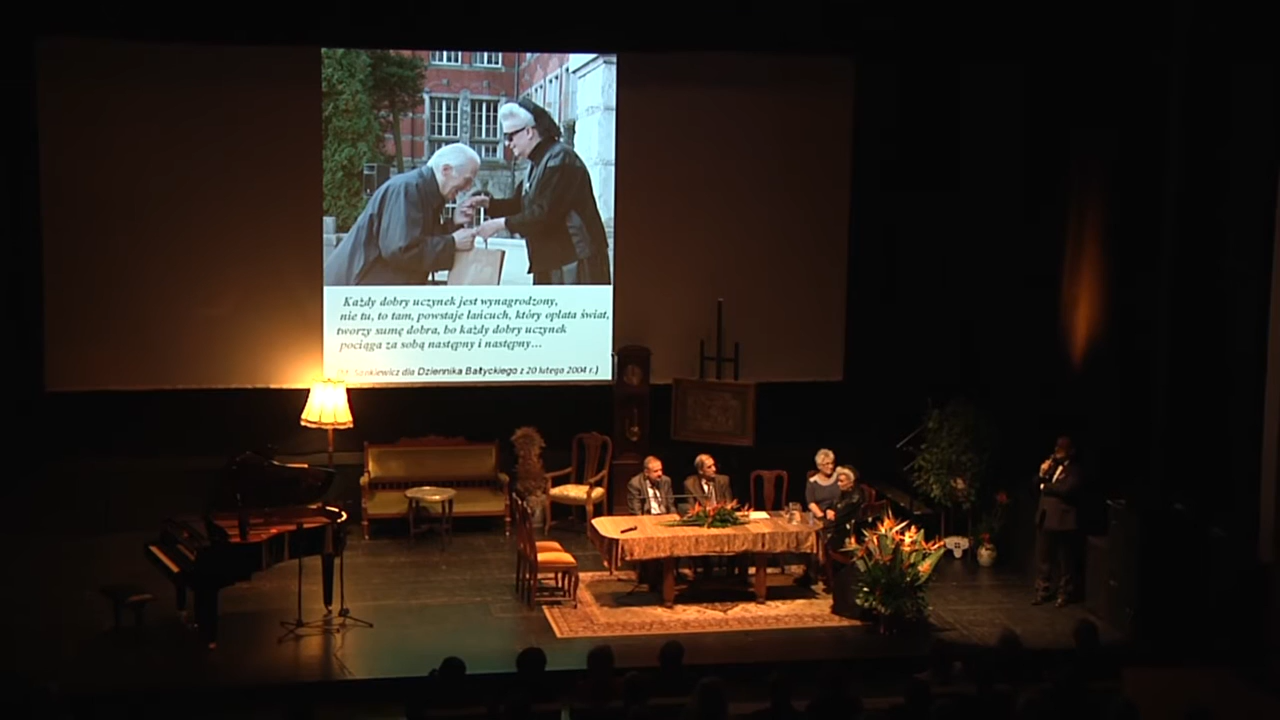 Każdy dobry uczynek jest wynagrodzony,
nie tu, to tam, powstaje łańcuch, który oplata świat,
tworzy sumę dobra, bo każdy dobry uczynek
pociąga za sobą następny i następny...
dla Dziennika Bałtyckiego z 20 lutego 2004 r.)